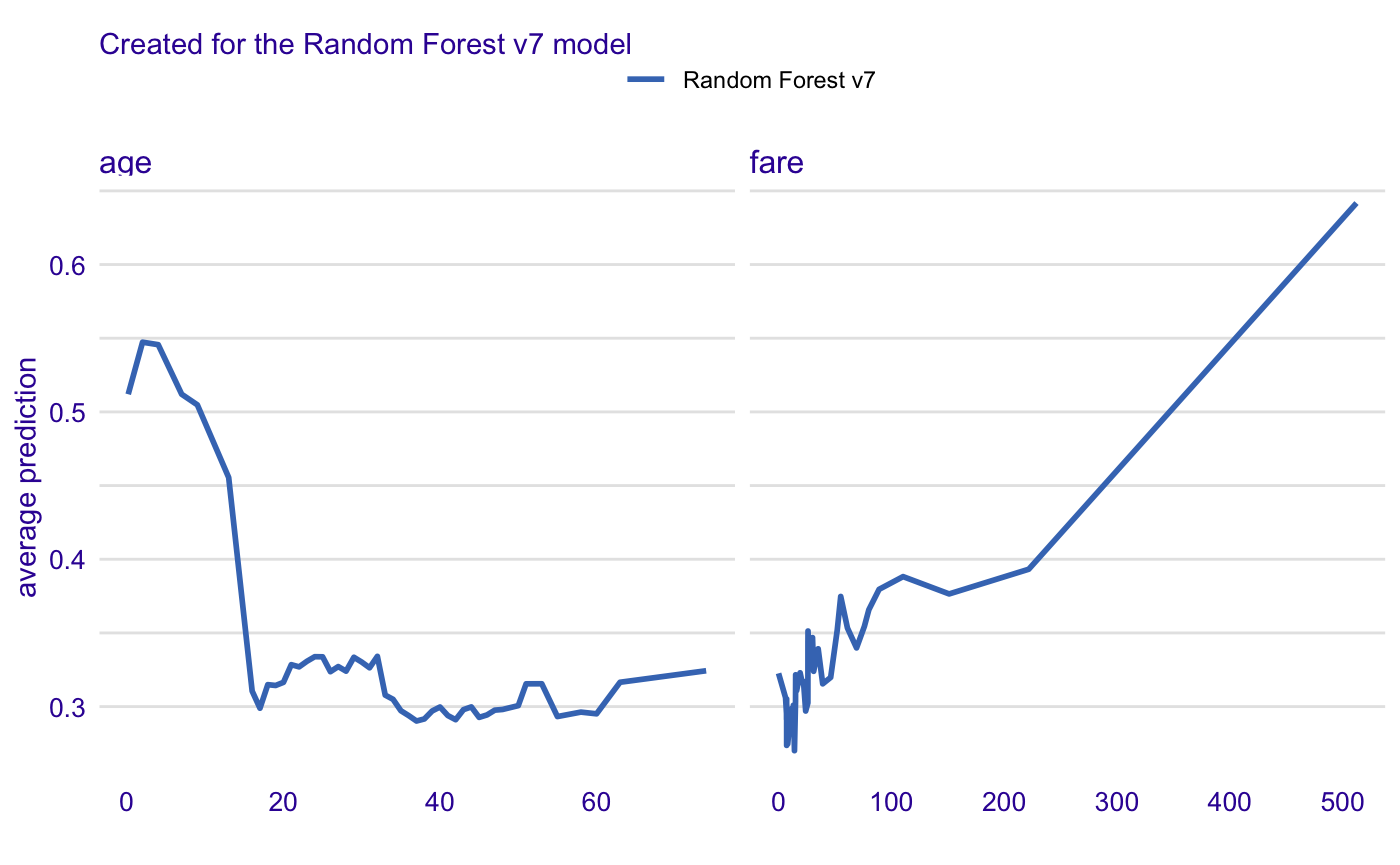 Created for the Random Forest v7 model
Random Forest v7
age
fare
average prediction
0.6
0.5
0.4
0.3
0 20 40 60
0 100 200 300 400 500